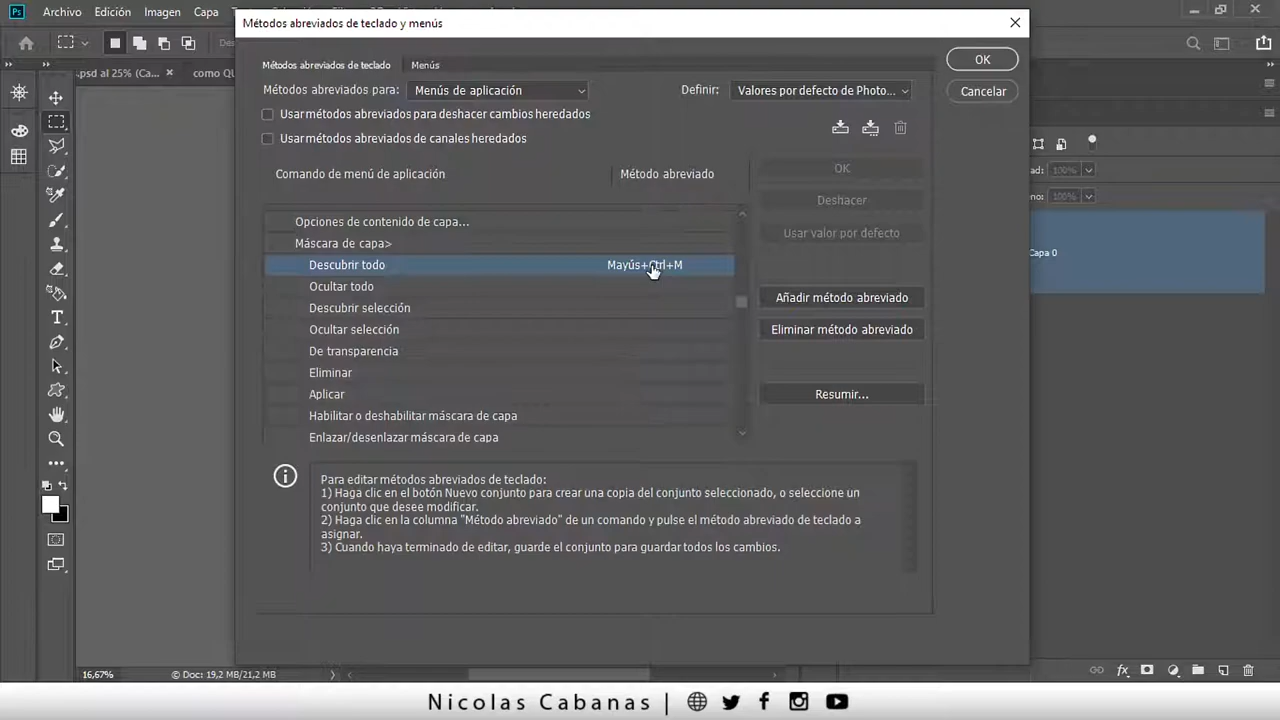 Métodos abreviados de teclado y menús
Ps Archivo Edición Imagen Capa
Métodos abreviados de teclado Menús
OK
.psd al 25% (Ca... × como QU
Métodos abreviados para: Menús de aplicación Definir: Valores por defecto de Photo...
Cancelar
Usar métodos abreviados para deshacer cambios heredados
Usar métodos abreviados de canales heredados
Comando de menú de aplicación Método abreviado
OK
ad: 100%
Deshacer
no: 100%
Opciones de contenido de capa...
Usar valor por defecto
Máscara de capa>
Capa 0
Descubrir todo Mayús+Ctrl+M
Ocultar todo
Añadir método abreviado
Descubrir selección
Ocultar selección
Eliminar método abreviado
De transparencia
Eliminar
Aplicar
Resumir...
Habilitar o deshabilitar máscara de capa
Enlazar/desenlazar máscara de capa
Para editar métodos abreviados de teclado:
1) Haga clic en el botón Nuevo conjunto para crear una copia del conjunto seleccionado, o seleccione un
conjunto que desee modificar.
2) Haga clic en la columna "Método abreviado" de un comando y pulse el método abreviado de teclado a
asignar.
3) Cuando haya terminado de editar, guarde el conjunto para guardar todos los cambios.
16,67% Doc: 19,2 MB/21,2 MB
Nicolas Cabanas |